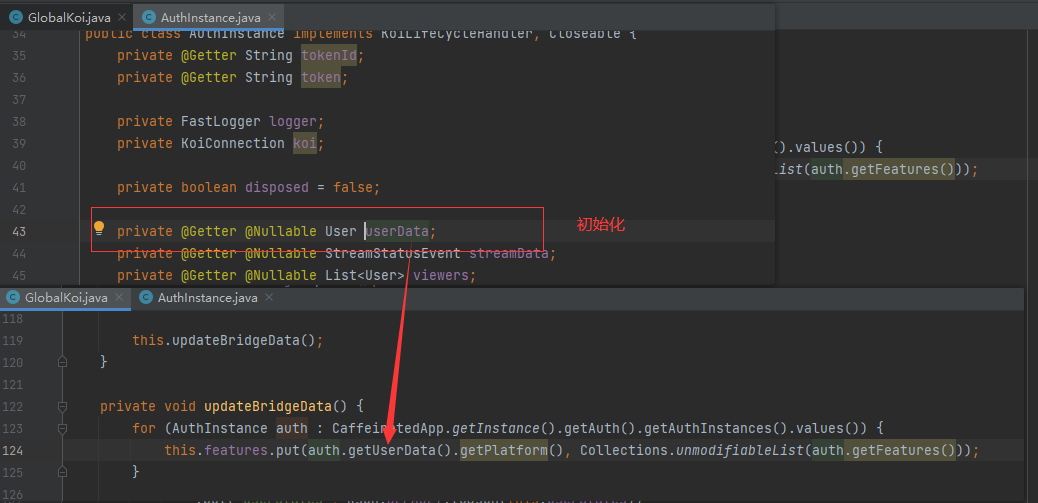 GlobalKoi.java × AuthInstance.java ×
34 public class AuthInstance implements KoiLifeCycleHandler, Closeable {
35 private @Getter String tokenId;
36 private @Getter String token;
37
38 private FastLogger logger;
39 private KoiConnection koi;
40 ().values()) {
ist(auth.getFeatures()));
41 private boolean disposed = false;
42
43 private @Getter @Nullable User userData; 初始化
44 private @Getter @Nullable StreamStatusEvent streamData;
45 private @Getter @Nullable List<User> viewers;
GlobalKoi.java × AuthInstance.java ×
118
119 this.updateBridgeData();
120 }
121
122 private void updateBridgeData() {
123 for (AuthInstance auth : CaffeinatedApp.getInstance().getAuth().getAuthInstances().values()) {
124 this.features.put(auth.getUserData().getPlatform(), Collections.unmodifiableList(auth.getFeatures()));
125 }
126